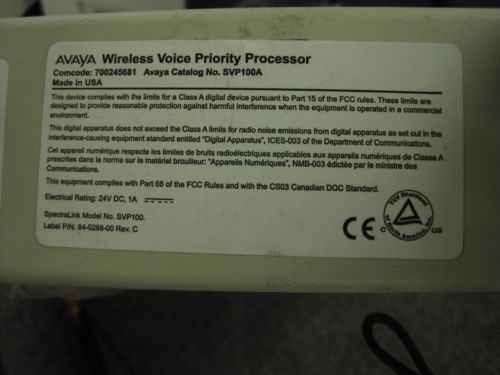 AVAYA Wireless Voice Priority Processor
Comcode: 700245681 Avaya Catalog No. SVP100A
Made in USA
This device complies with the limits for a Class A digital device pursuant to Part 15 of the FCC rules. These limits are
designed to provide reasonable protection against harmful interference when the equipment is operated in a commercial
environment.
This digital apparatus does not exceed the Class A limits for radio noise emissions from digital apparatus as set out in the
interference-causing equipment standard entitled "Digital Apparatus", ICES-003 of the Department of Communications.
Cet appareil numérique respecte les limites de bruits radioélectriques applicables aux appareils numériques de Classe A
prescrites dans la norme sur le matériel brouilleur: "Appareils Numériques", NMB-003 édictée par le ministre des
Communications.
This equipment complies with Part 68 of the FCC Rules and with the CS03 Canadian DOC Standard.
Electrical Rating: 24V DC, 1A
SpectraLink Model No. SVP100.
Label P/N: 84-0288-00 Rev. C
CE
TUV Rheinland
of North America, Inc.
C US